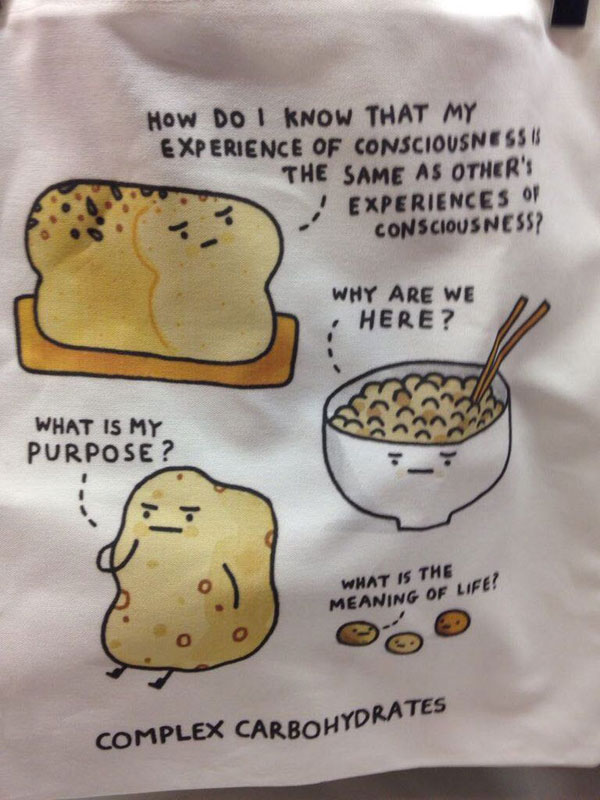 HOW DO I KNOW THAT MY
EXPERIENCE OF CONSCIOUSNESS IS
THE SAME AS OTHER'S
EXPERIENCES OF
CONSCIOUSNESS?
WHY ARE WE
HERE?
WHAT IS MY
PURPOSE?
WHAT IS THE
MEANING OF LIFE?
COMPLEX CARBOHYDRATES